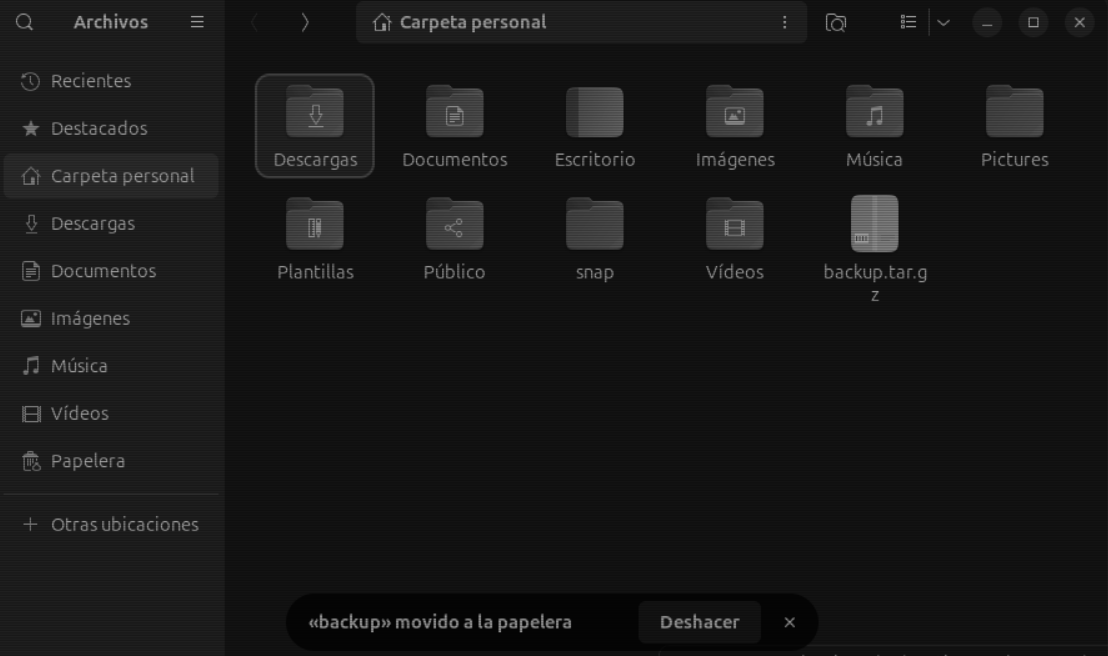 Archivos
Carpeta personal
Recientes
Destacados
Carpeta personal
Descargas
Documentos
Imágenes
Música
Vídeos
Papelera
Otras ubicaciones
Descargas
Documentos
Escritorio
Imágenes
Música
Pictures
Plantillas
Público
snap
Vídeos
backup.tar.g
z
«backup» movido a la papelera
Deshacer